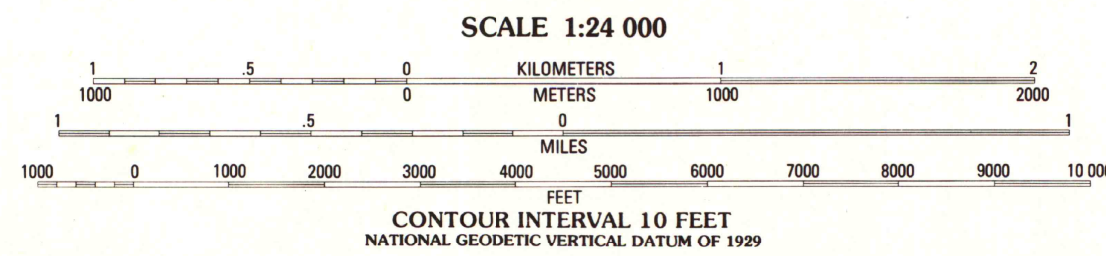 SCALE 1:24 000
1 .5 0 KILOMETERS 1 2
1000 0 METERS 1000 2000
1 .5 0 1
MILES
1000 0 1000 2000 3000 4000 5000 6000 7000 8000 9000 10 000
FEET
CONTOUR INTERVAL 10 FEET
NATIONAL GEODETIC VERTICAL DATUM OF 1929